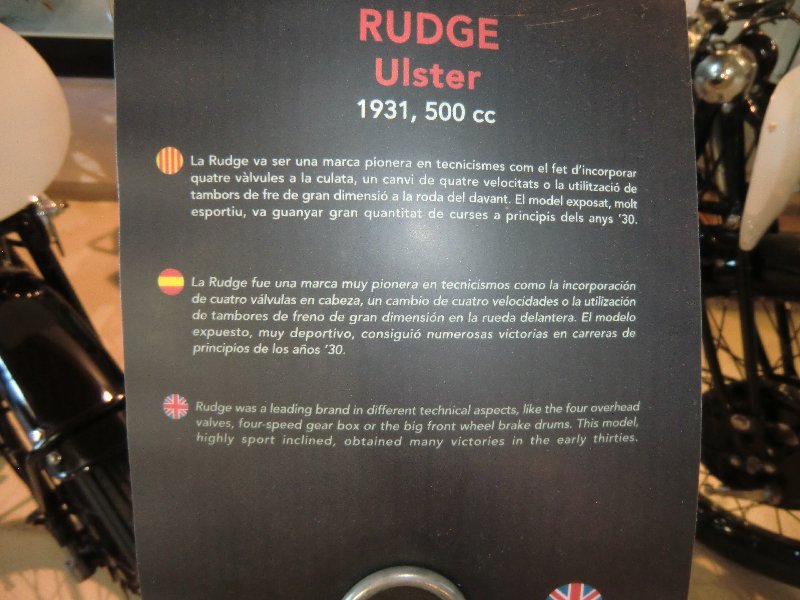 RUDGE
Ulster
1931, 500 cc
La Rudge va ser una marca pionera en tecnicismes com el fet d'incorporar
quatre vàlvules a la culata, un canvi de quatre velocitats o la utilització de
tambors de fre de gran dimensió a la roda del davant. El model exposat, molt
esportiu, va guanyar gran quantitat de curses a principis dels anys '30.
La Rudge fue una marca muy pionera en tecnicismos como la incorporación
de cuatro válvulas en cabeza, un cambio de cuatro velocidades o la utilización
de tambores de freno de gran dimensión en la rueda delantera. El modelo
expuesto, muy deportivo, consiguió numerosas victorias en carreras de
principios de los años '30.
Rudge was a leading brand in different technical aspects, like the four overhead
valves, four-speed gear box or the big front wheel brake drums. This model,
highly sport inclined, obtained many victories in the early thirties.